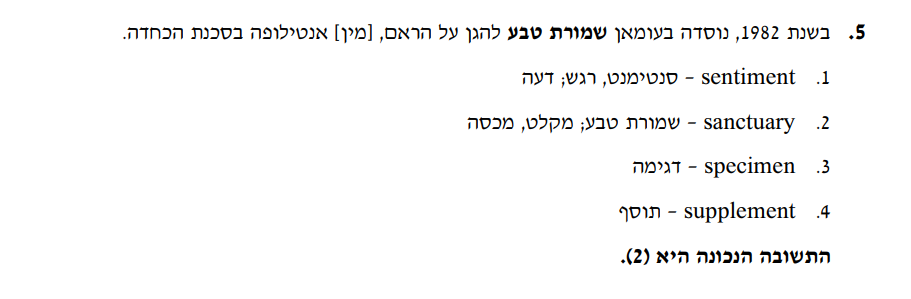 5. בשנת 1982, נוסדה בעומאן שמורת טבע להגן על הראם, [מין] אנטילופה בסכנת הכחדה.
1. sentiment – סנטימנט, רגש; דעה
2. sanctuary – שמורת טבע; מקלט, מכסה
3. specimen – דגימה
4. supplement – תוסף
התשובה הנכונה היא (2).